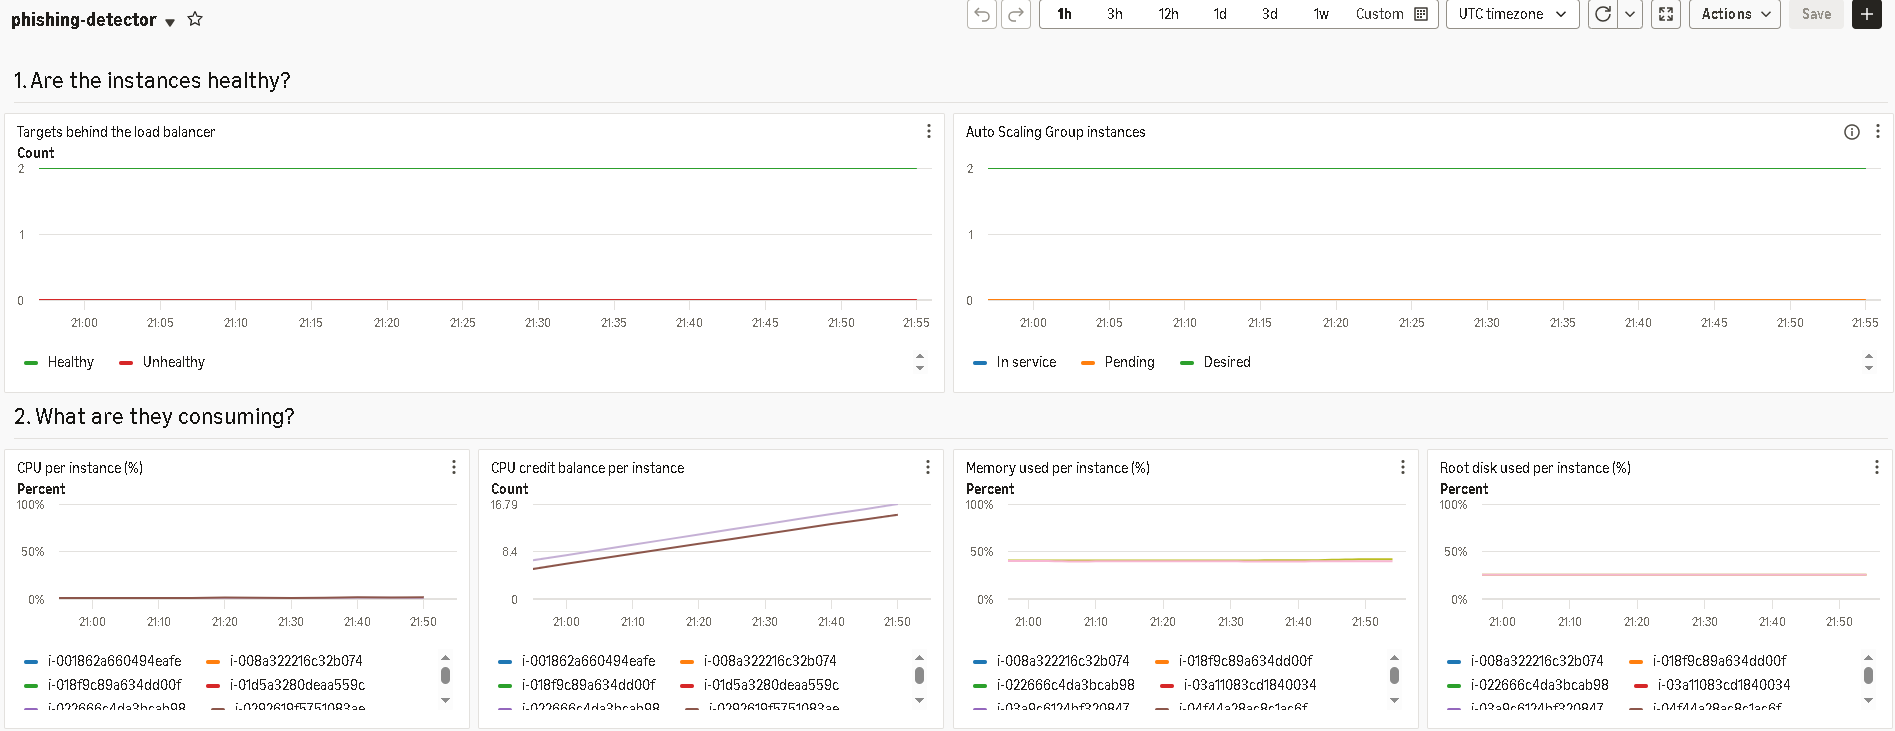 phishing-detector
1h 3h 12h 1d 3d 1w Custom UTC timezone Actions Save
1. Are the instances healthy?
Targets behind the load balancer
Count
2
1
0
21:00 21:05 21:10 21:15 21:20 21:25 21:30 21:35 21:40 21:45 21:50 21:55
Healthy Unhealthy
Auto Scaling Group instances
2
1
0
21:00 21:05 21:10 21:15 21:20 21:25 21:30 21:35 21:40 21:45 21:50 21:55
In service Pending Desired
2. What are they consuming?
CPU per instance (%)
Percent
100%
50%
0%
21:00 21:10 21:20 21:30 21:40 21:50
i-001862a660494eafe i-008a322216c32b074
i-018f9c89a634dd00f i-01d5a3280deaa559c
i-022666c4da3bcab98 i-0292619f5751083ae
CPU credit balance per instance
Count
16.79
8.4
0
21:00 21:10 21:20 21:30 21:40 21:50
i-001862a660494eafe i-008a322216c32b074
i-018f9c89a634dd00f i-01d5a3280deaa559c
i-022666c4da3bcab98 i-0292619f5751083ae
Memory used per instance (%)
Percent
100%
50%
0%
21:00 21:10 21:20 21:30 21:40 21:50
i-008a322216c32b074 i-018f9c89a634dd00f
i-022666c4da3bcab98 i-03a11083cd1840034
Root disk used per instance (%)
Percent
100%
50%
0%
21:00 21:10 21:20 21:30 21:40 21:50
i-008a322216c32b074 i-018f9c89a634dd00f
i-022666c4da3bcab98 i-03a11083cd1840034